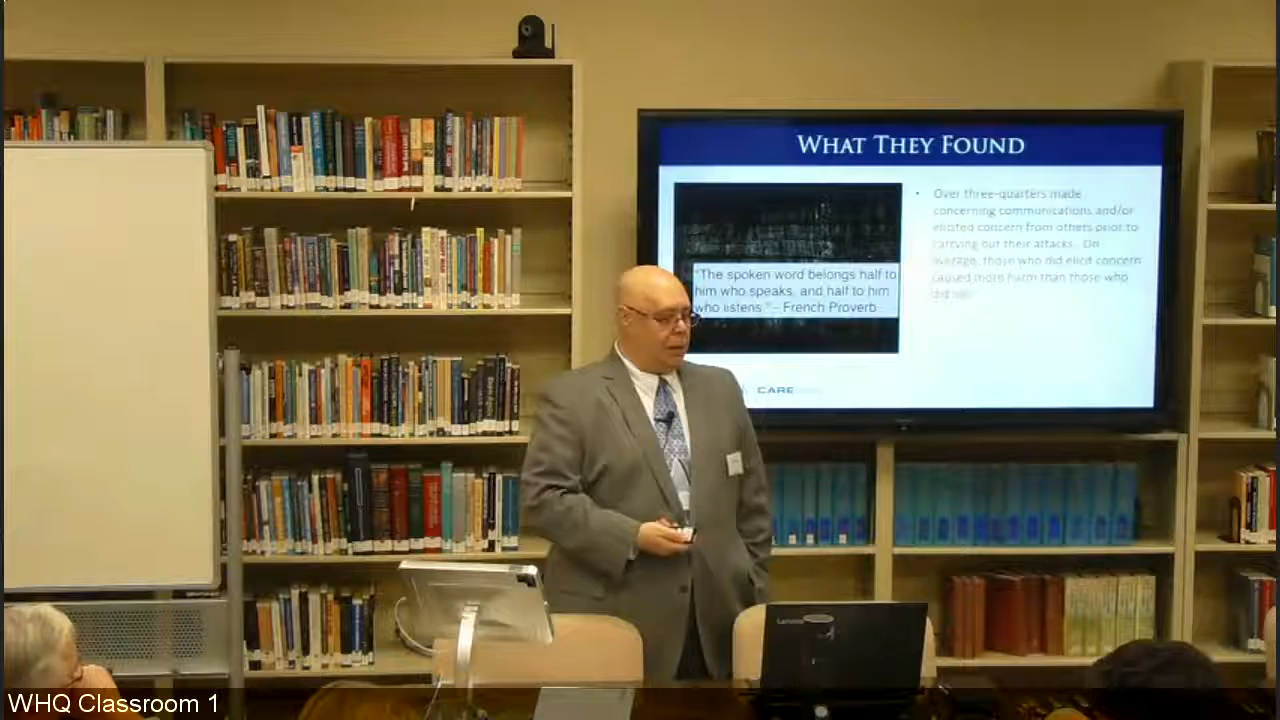 WHAT THEY FOUND
"The spoken word belongs half to
him who speaks, and half to him
who listens." - French Proverb
• Over three-quarters made
concerning communications and/or
elicited concern from others prior to
carrying out their attacks. On
average, those who did elicit concern
caused more harm than those who
did not.
CARE
Lenovo
WHQ Classroom 1